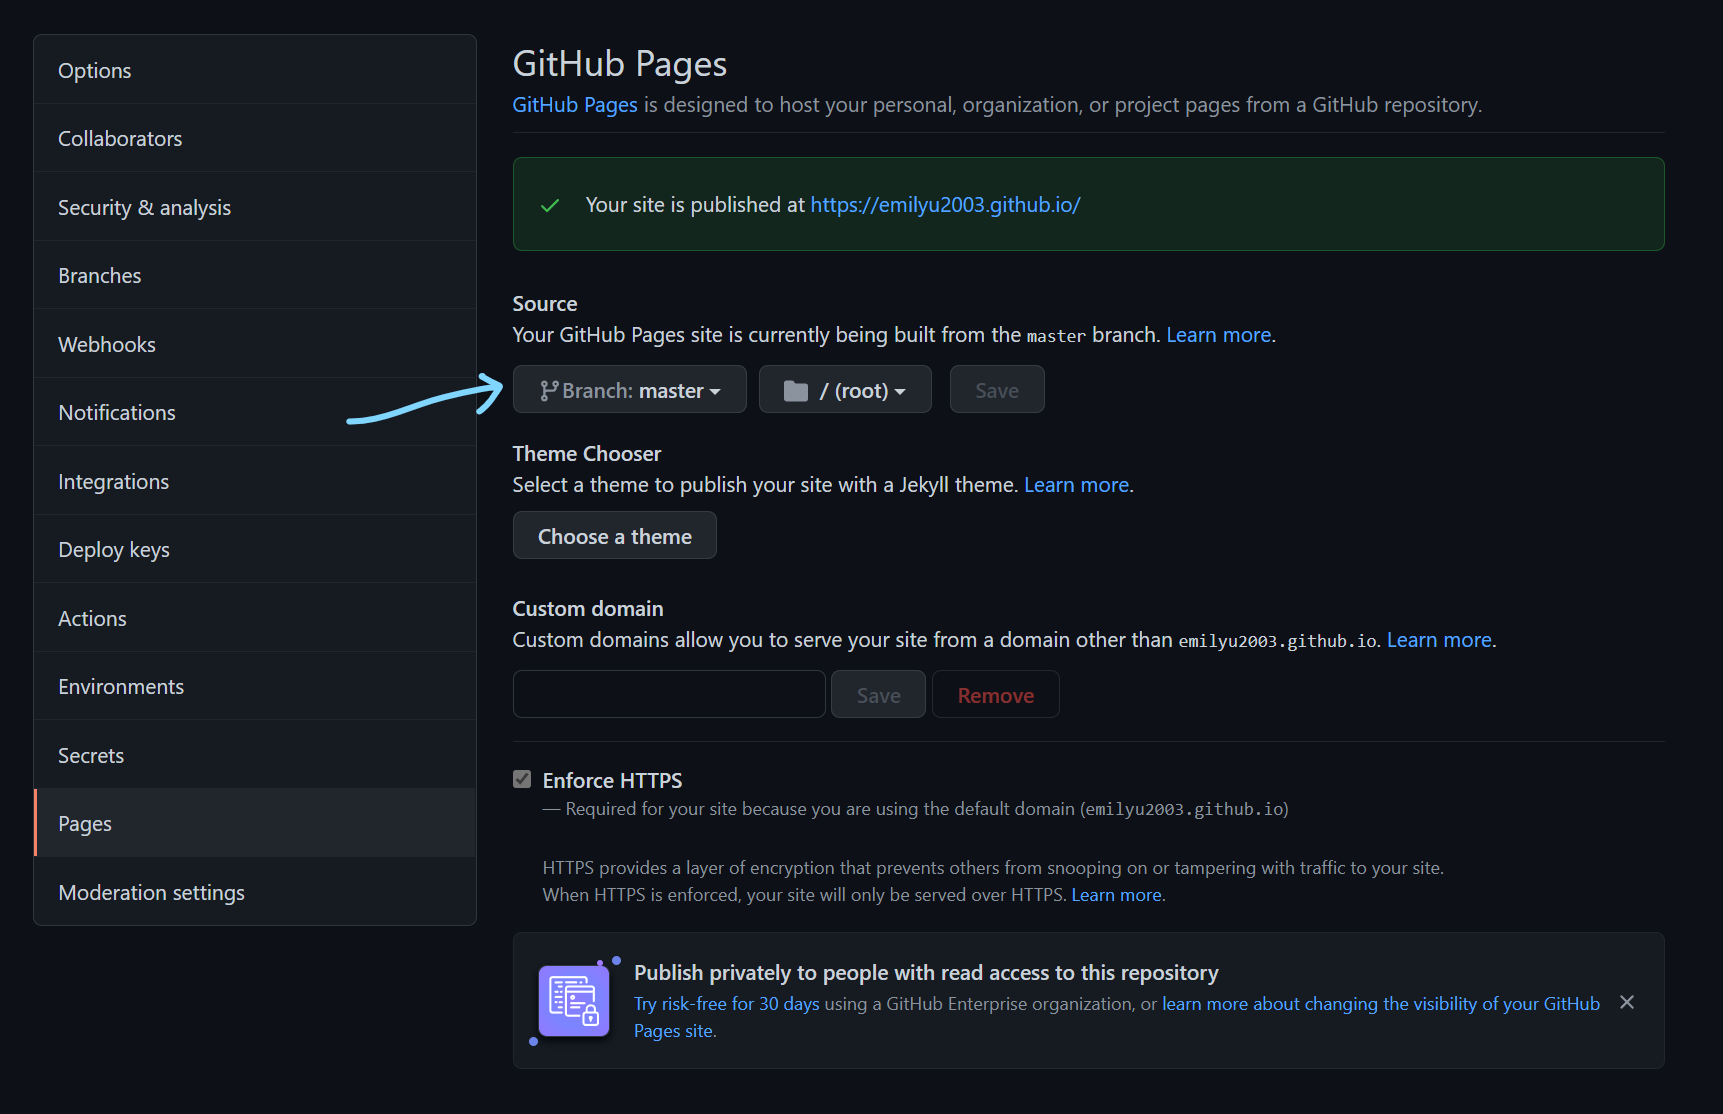 Options
Collaborators
Security & analysis
Branches
Webhooks
Notifications
Integrations
Deploy keys
Actions
Environments
Secrets
Pages
Moderation settings
GitHub Pages
GitHub Pages is designed to host your personal, organization, or project pages from a GitHub repository.
Your site is published at https://emilyu2003.github.io/
Source
Your GitHub Pages site is currently being built from the master branch. Learn more.
Branch: master / (root) Save
Theme Chooser
Select a theme to publish your site with a Jekyll theme. Learn more.
Choose a theme
Custom domain
Custom domains allow you to serve your site from a domain other than emilyu2003.github.io. Learn more.
Save Remove
Enforce HTTPS
— Required for your site because you are using the default domain (emilyu2003.github.io)
HTTPS provides a layer of encryption that prevents others from snooping on or tampering with traffic to your site.
When HTTPS is enforced, your site will only be served over HTTPS. Learn more.
Publish privately to people with read access to this repository
Try risk-free for 30 days using a GitHub Enterprise organization, or learn more about changing the visibility of your GitHub
Pages site.